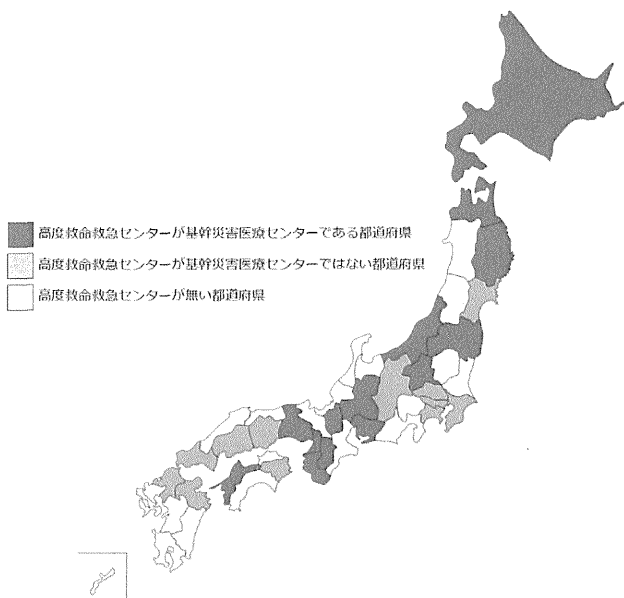 高度救命救急センターが基幹災害医療センターである都道府県
高度救命救急センターが基幹災害医療センターではない都道府県
高度救命救急センターが無い都道府県